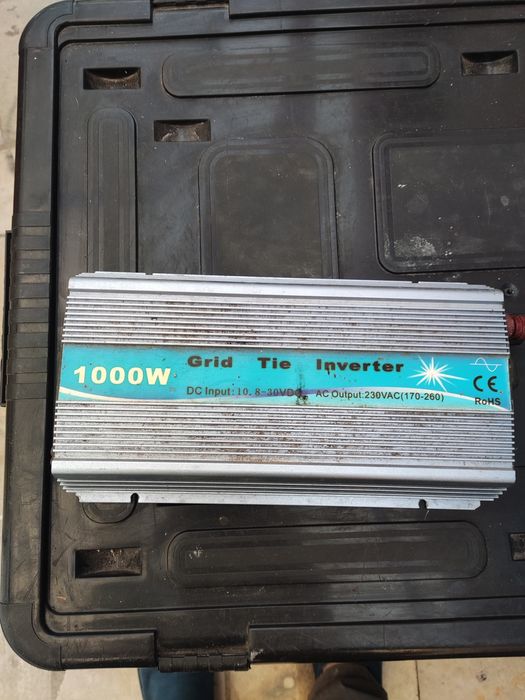 Grid Tie Inverter
1000W
DC Input: 10.8-30VDC AC Output:230VAC(170-260)
CE
RoHS